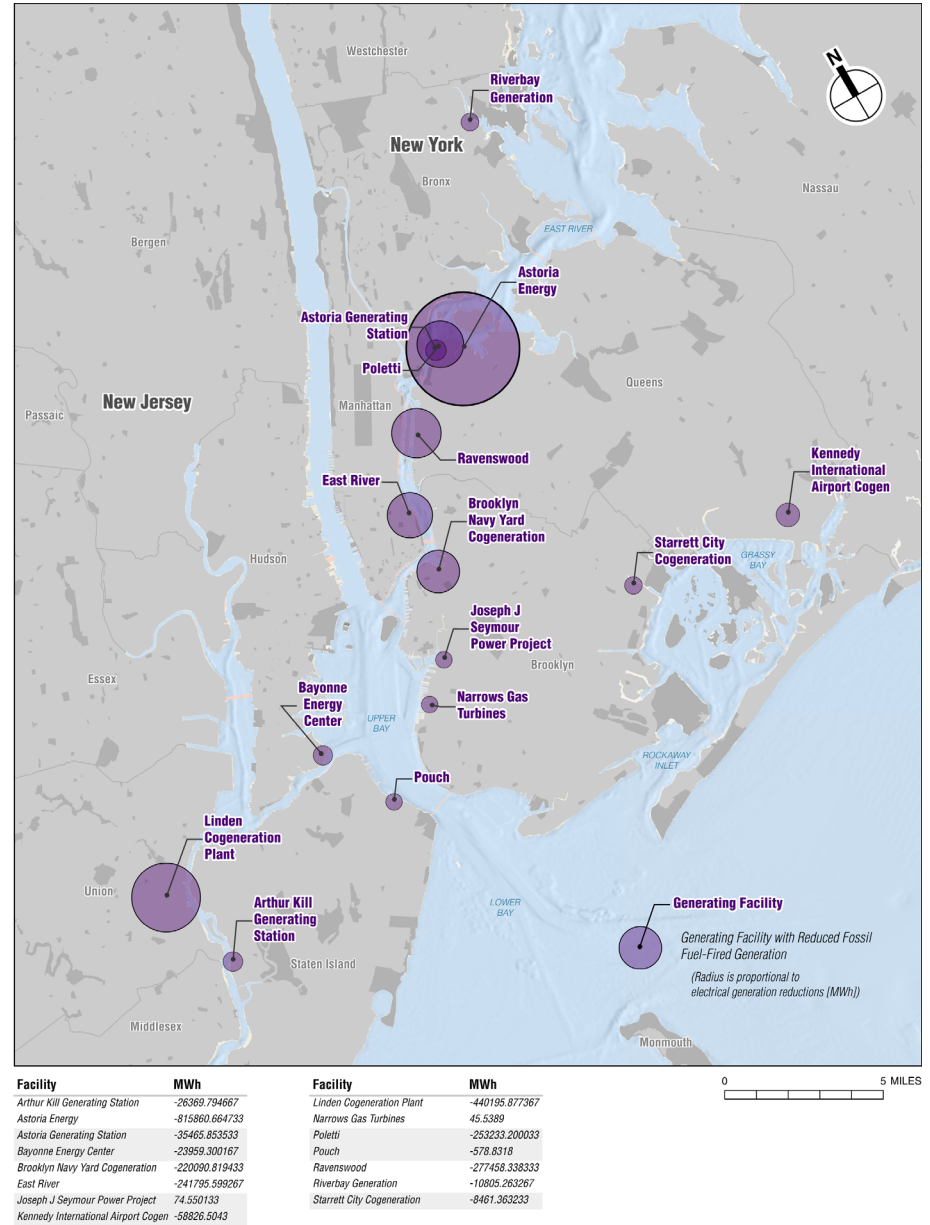 Westchester
N
Riverbay
Generation
New York
Bronx
Nassau
EAST RIVER
Bergen
Astoria
Energy
Astoria Generating
Station
Poletti
Queens
New Jersey
Manhattan
Passaic
Ravenswood
Kennedy
International
Airport Cogen
East River
Brooklyn
Navy Yard
Cogeneration
Starrett City
Cogeneration
GRASSY
BAY
Hudson
Joseph J
Seymour
Power Project
Brooklyn
Essex
Bayonne
Energy
Center
Narrows Gas
Turbines
UPPER
BAY
ROCKAWAY
INLET
Pouch
Linden
Cogeneration
Plant
Union
Arthur Kill
Generating
Station
LOWER
BAY
Generating Facility
Generating Facility with Reduced Fossil
Fuel-Fired Generation
(Radius is proportional to
electrical generation reductions [MWh])
Staten Island
Middlesex
Monmouth
0 5 MILES
Facility MWh
Arthur Kill Generating Station -26369.794667
Astoria Energy -815860.664733
Astoria Generating Station -35465.853533
Bayonne Energy Center -23959.300167
Brooklyn Navy Yard Cogeneration -220090.819433
East River -241795.599267
Joseph J Seymour Power Project 74.550133
Kennedy International Airport Cogen -58826.5043
Facility MWh
Linden Cogeneration Plant -440195.877367
Narrows Gas Turbines 45.5389
Poletti -253233.200033
Pouch -578.8318
Ravenswood -277458.338333
Riverbay Generation -10805.263267
Starrett City Cogeneration -8461.363233